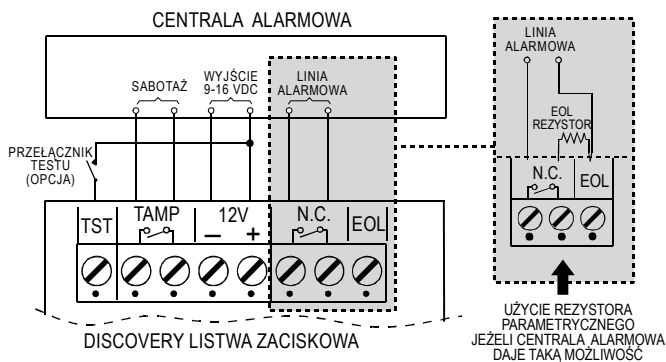 CENTRALA ALARMOWA
SABOTAŻ
WYJŚCIE
9-16 VDC
LINIA
ALARMOWA
PRZEŁĄCZNIK
TESTU
(OPCJA)
TST
TAMP
12V
N.C.
EOL
– +
DISCOVERY LISTWA ZACISKOWA
LINIA
ALARMOWA
EOL
REZYSTOR
N.C.
EOL
UŻYCIE REZYSTORA
PARAMETRYCZNEGO
JEŻELI CENTRALA ALARMOWA
DAJE TAKĄ MOŻLIWOŚĆ